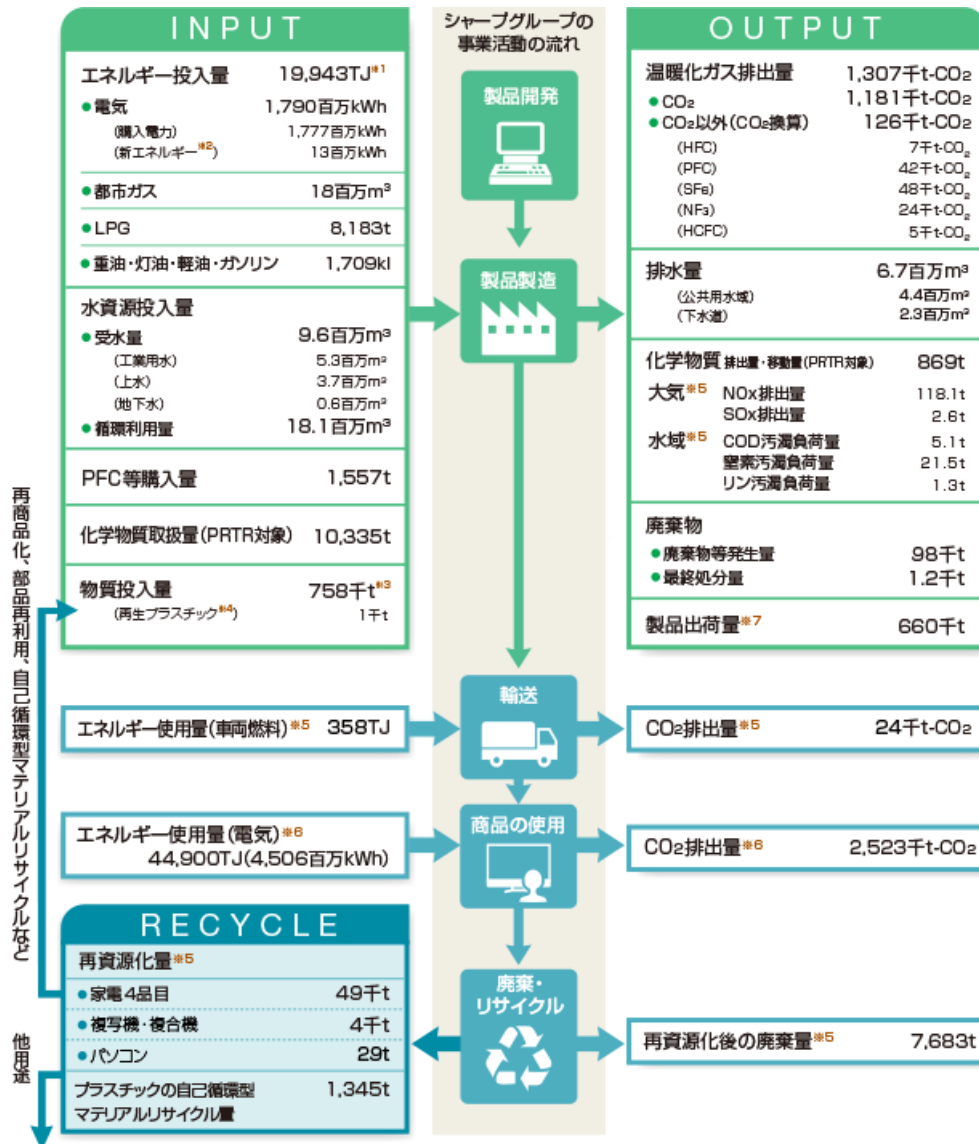 INPUT
エネルギー投入量 19,943TJ※1
●電気 1,790百万kWh
(購入電力) 1,777百万kWh
(新エネルギー※2) 13百万kWh
●都市ガス 18百万m³
●LPG 8,183t
●重油・灯油・軽油・ガソリン 1,709kl
水資源投入量
●受水量 9.6百万m³
(工業用水) 5.3百万m³
(上水) 3.7百万m³
(地下水) 0.6百万m³
●循環利用量 18.1百万m³
PFC等購入量 1,557t
化学物質取扱量(PRTR対象) 10,335t
物質投入量 758千t※3
(再生プラスチック※4) 1千t
エネルギー使用量(車両燃料)※5 358TJ
エネルギー使用量(電気)※6
44,900TJ(4,506百万kWh)
RECYCLE
再資源化量※5
●家電4品目 49千t
●複写機・複合機 4千t
●パソコン 29t
プラスチックの自己循環型 1,345t
マテリアルリサイクル量
再商品化、部品再利用、自己循環型マテリアルリサイクルなど
他用途
シャープグループの
事業活動の流れ
製品開発
製品製造
輸送
商品の使用
廃棄・
リサイクル
OUTPUT
温暖化ガス排出量 1,307千t-CO₂
●CO₂ 1,181千t-CO₂
●CO₂以外(CO₂換算) 126千t-CO₂
(HFC) 7千t-CO₂
(PFC) 42千t-CO₂
(SF₆) 48千t-CO₂
(NF₃) 24千t-CO₂
(HCFC) 5千t-CO₂
排水量 6.7百万m³
(公共用水域) 4.4百万m³
(下水道) 2.3百万m³
化学物質 排出量・移動量(PRTR対象) 869t
大気※5 NOx排出量 118.1t
SOx排出量 2.6t
水域※5 COD汚濁負荷量 5.1t
窒素汚濁負荷量 21.5t
リン汚濁負荷量 1.3t
廃棄物
●廃棄物等発生量 98千t
●最終処分量 1.2千t
製品出荷量※7 660千t
CO₂排出量※5 24千t-CO₂
CO₂排出量※6 2,523千t-CO₂
再資源化後の廃棄量※5 7,683t